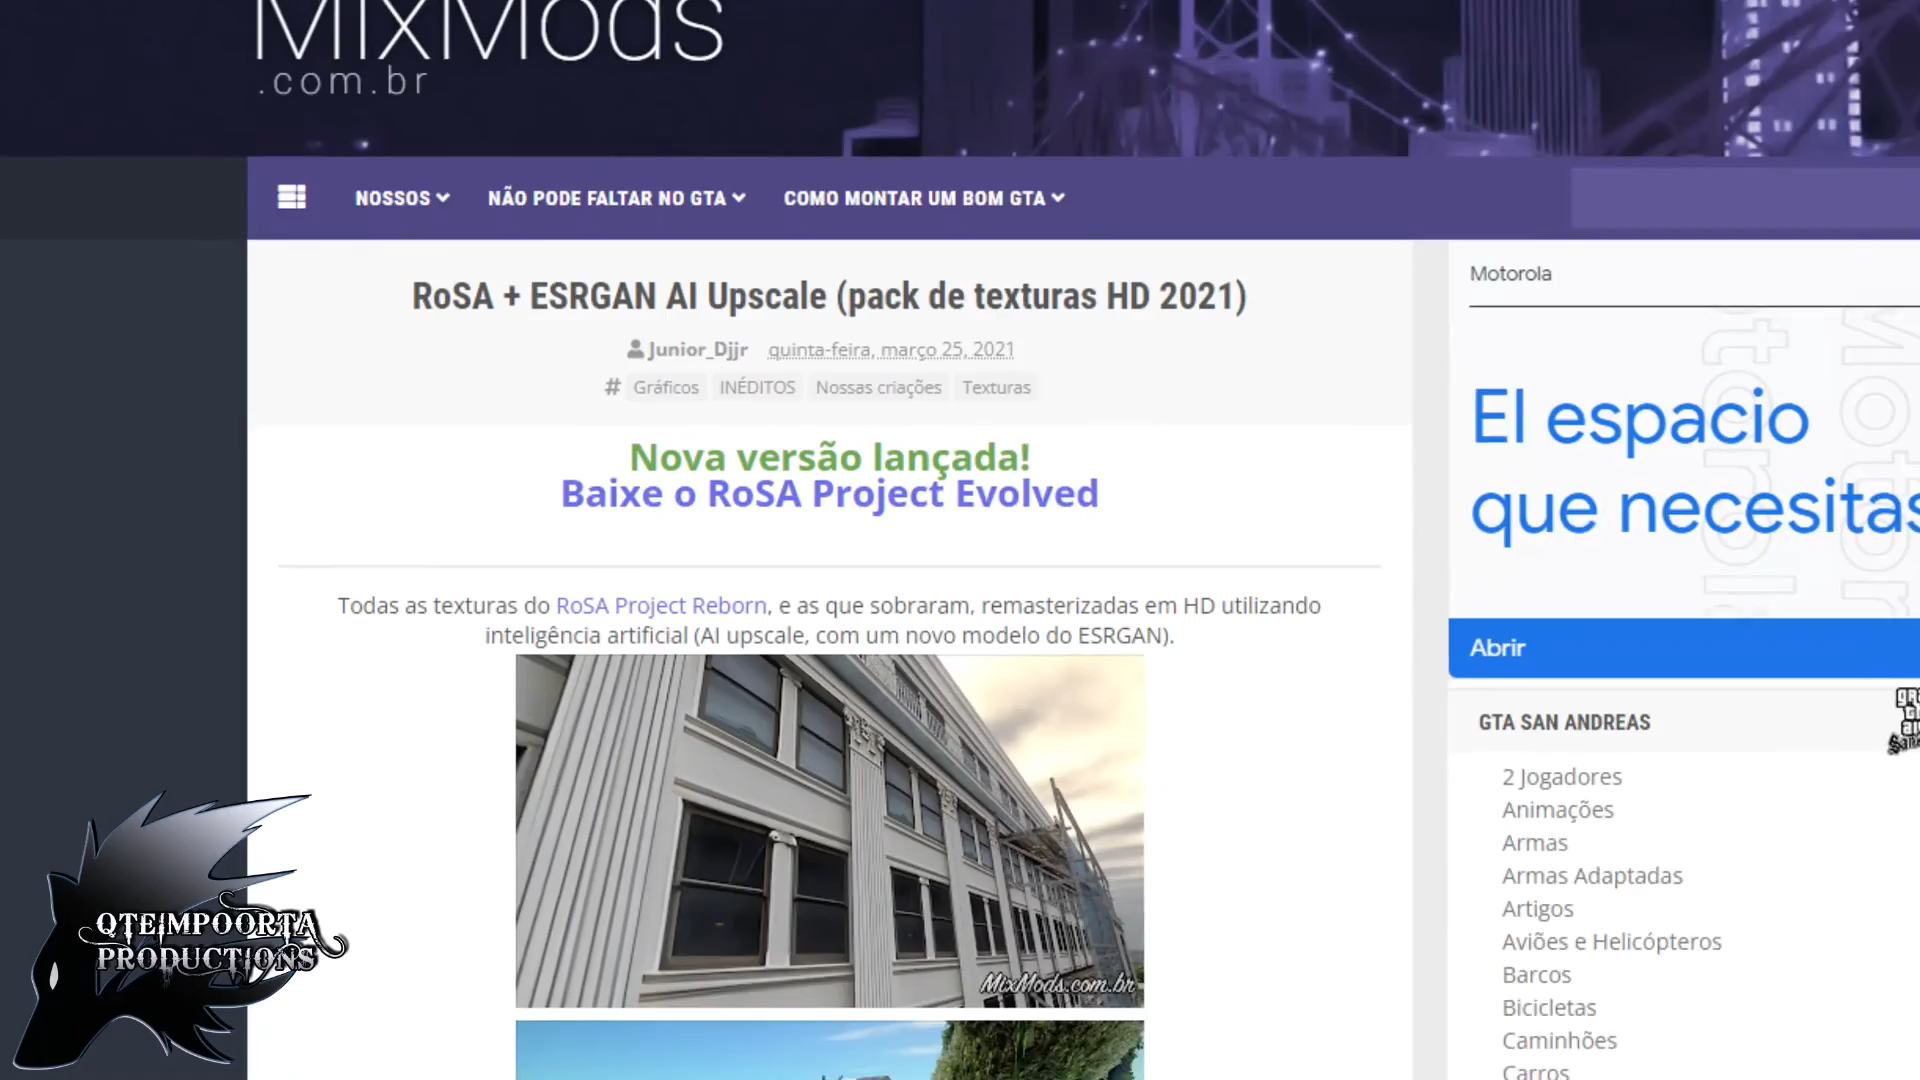 MixMods
.com.br
NOSSOS
NÃO PODE FALTAR NO GTA
COMO MONTAR UM BOM GTA
RoSA + ESRGAN AI Upscale (pack de texturas HD 2021)
Junior_Djjr quinta-feira, março 25, 2021
# Gráficos INÉDITOS Nossas criações Texturas
Nova versão lançada!
Baixe o RoSA Project Evolved
Todas as texturas do RoSA Project Reborn, e as que sobraram, remasterizadas em HD utilizando
inteligência artificial (AI upscale, com um novo modelo do ESRGAN).
MixMods.com.br
Motorola
El espacio
que necesitas
Abrir
GTA SAN ANDREAS
2 Jogadores
Animações
Armas
Armas Adaptadas
Artigos
Aviões e Helicópteros
Barcos
Bicicletas
Caminhões
Carros
QTEIMPOORTA
PRODUCTIONS